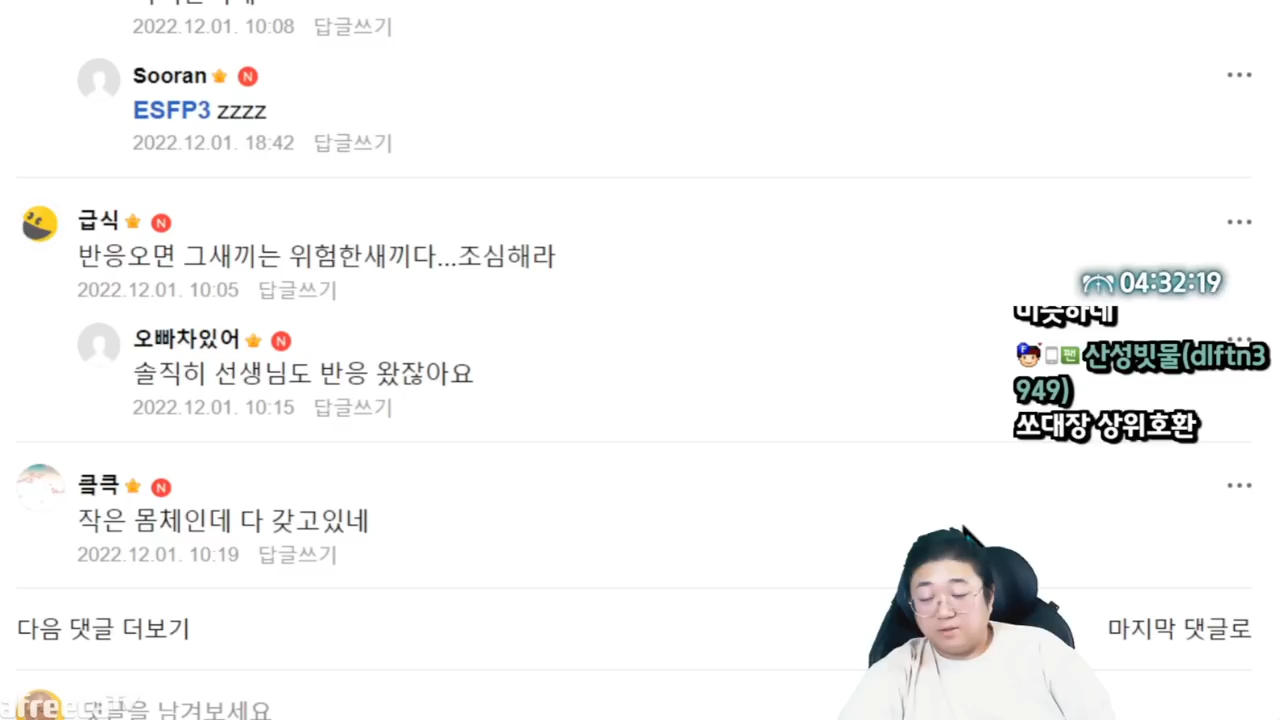 2022.12.01. 10:08 답글쓰기
Sooran N
ESFP3 zzzz
2022.12.01. 18:42 답글쓰기
급식 N
반응오면 그새끼는 위험한새끼다...조심해라
2022.12.01. 10:05 답글쓰기
04:32:19
비슷하네
오빠차있어 N
팬 산성빗물(dlftn3
949)
솔직히 선생님도 반응 왔잖아요
2022.12.01. 10:15 답글쓰기
쏘대장 상위호환
클큭 N
작은 몸체인데 다 갖고있네
2022.12.01. 10:19 답글쓰기
다음 댓글 더보기
마지막 댓글로
댓글을 남겨보세요
afreecaTV